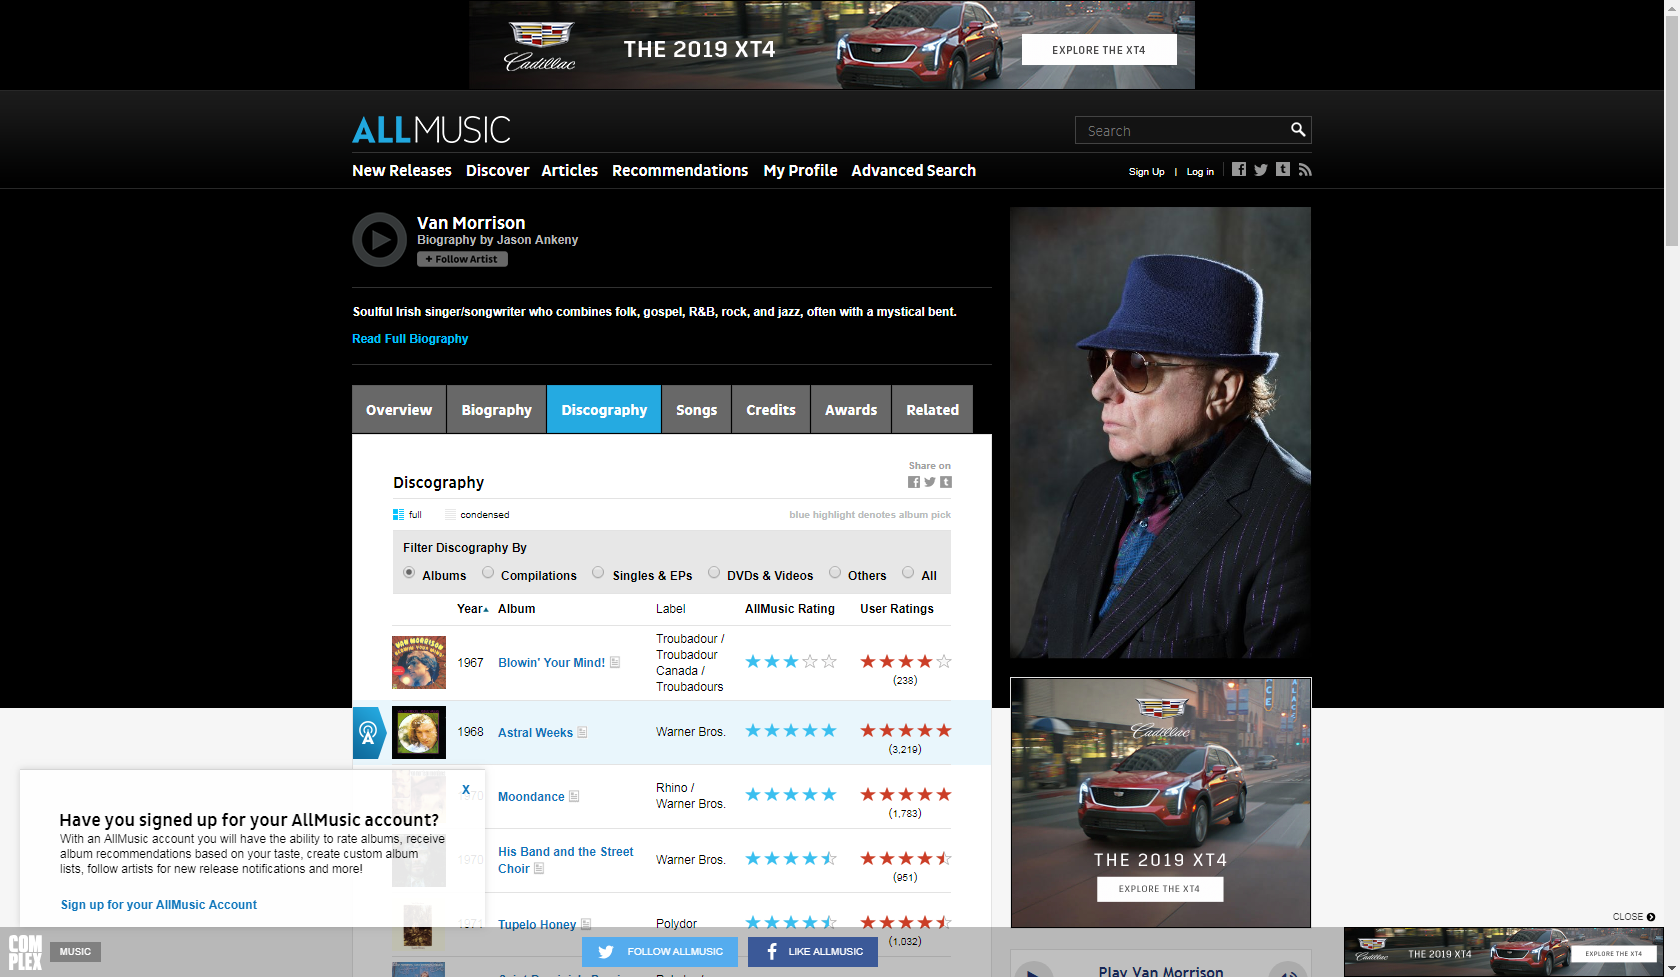 Cadillac
THE 2019 XT4
EXPLORE THE XT4
ALLMUSIC
Search
New Releases Discover Articles Recommendations My Profile Advanced Search
Sign Up | Log in
Van Morrison
Biography by Jason Ankeny
+ Follow Artist
Soulful Irish singer/songwriter who combines folk, gospel, R&B, rock, and jazz, often with a mystical bent.
Read Full Biography
Overview Biography Discography Songs Credits Awards Related
Share on
Discography
full condensed
blue highlight denotes album pick
Filter Discography By
Albums Compilations Singles & EPs DVDs & Videos Others All
Year Album Label AllMusic Rating User Ratings
VAN MORRISON
BLOWIN' YOUR MIND!
1967 Blowin' Your Mind! Troubadour /
Troubadour
Canada /
Troubadours
(238)
1968 Astral Weeks Warner Bros.
(3,219)
1970 Moondance Rhino /
Warner Bros.
(1,783)
1970 His Band and the Street
Choir Warner Bros.
(951)
1971 Tupelo Honey Polydor
(1,032)
X
Have you signed up for your AllMusic account?
With an AllMusic account you will have the ability to rate albums, receive
album recommendations based on your taste, create custom album
lists, follow artists for new release notifications and more!
Sign up for your AllMusic Account
Cadillac
THE 2019 XT4
EXPLORE THE XT4
CLOSE
COMPLEX
MUSIC
FOLLOW ALLMUSIC
LIKE ALLMUSIC
Play Van Morrison
Cadillac
THE 2019 XT4
EXPLORE THE XT4